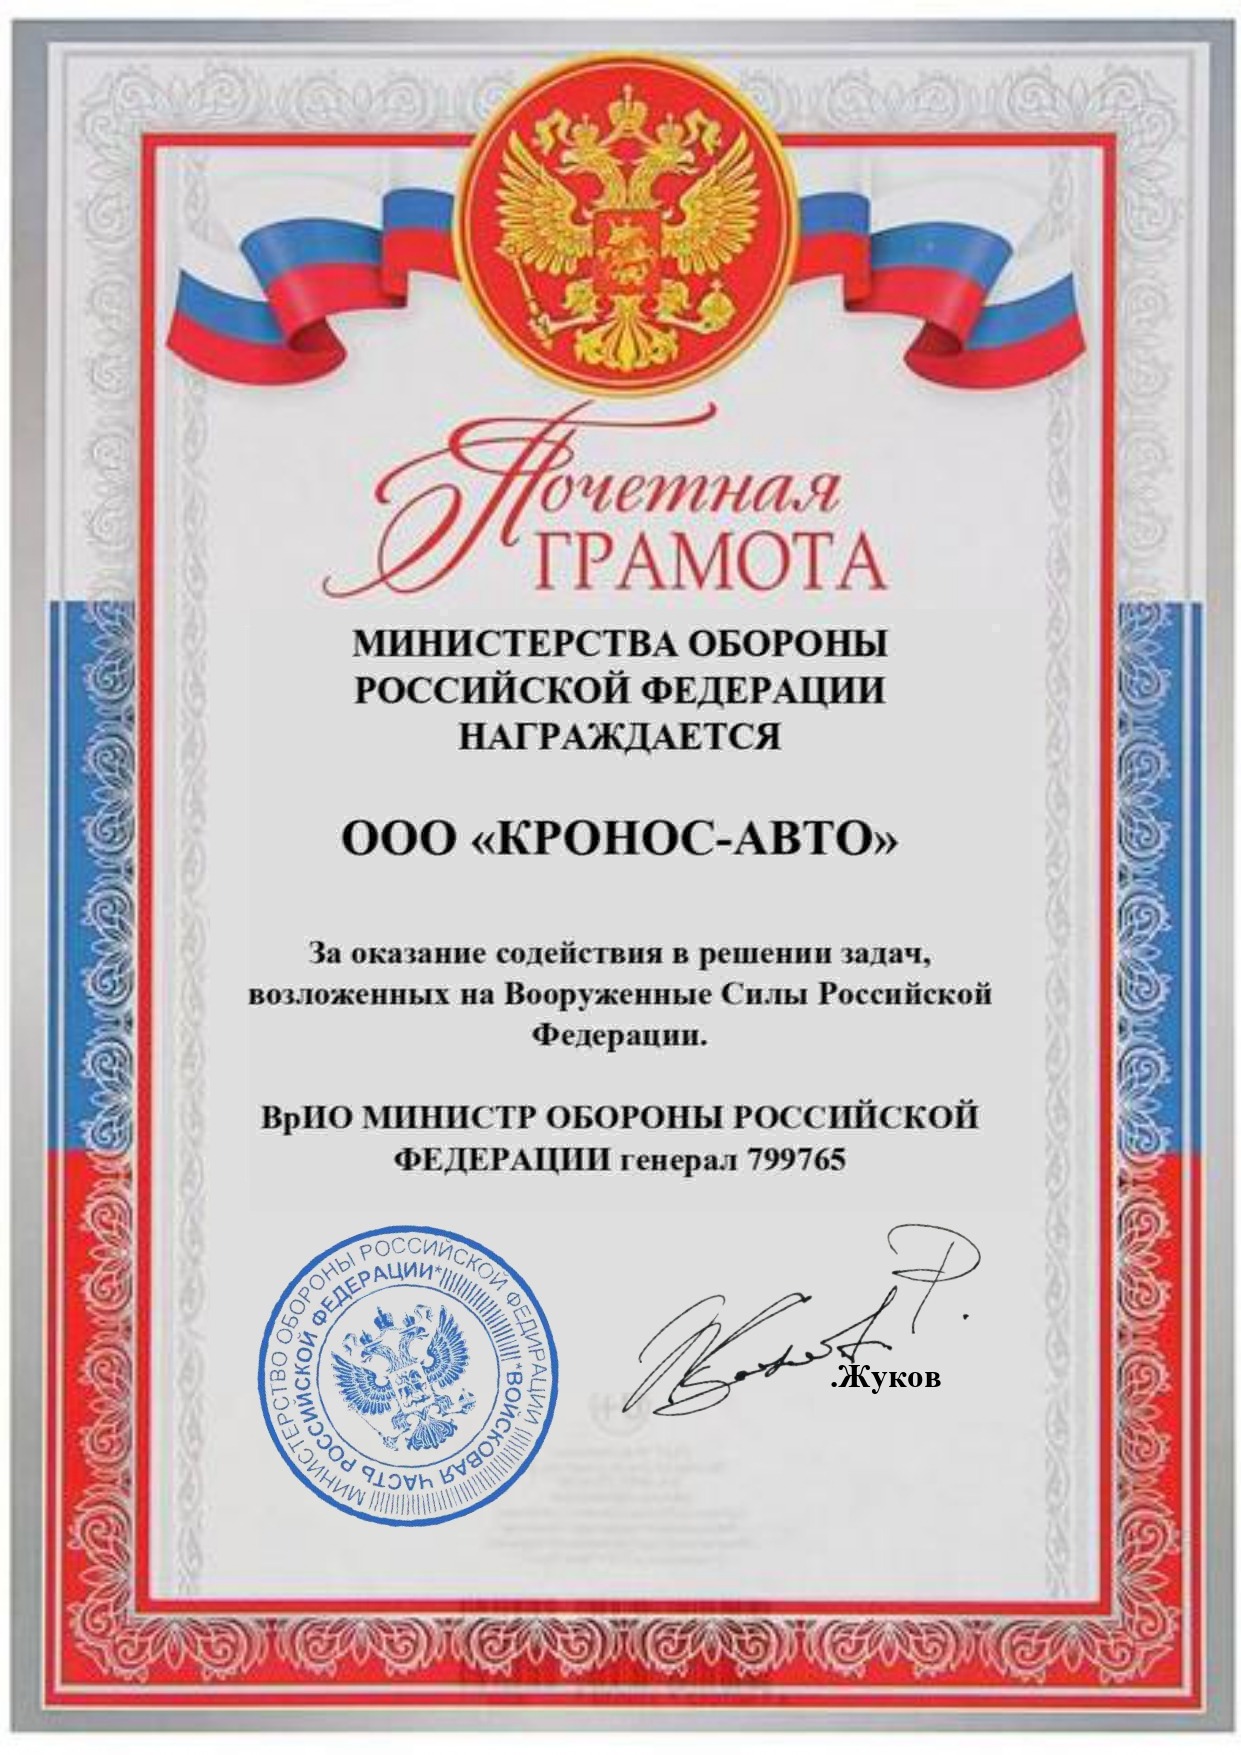 Почетная
ГРАМОТА
МИНИСТЕРСТВА ОБОРОНЫ
РОССИЙСКОЙ ФЕДЕРАЦИИ
НАГРАЖДАЕТСЯ
ООО «КРОНОС-АВТО»
За оказание содействия в решении задач,
возложенных на Вооруженные Силы Российской
Федерации.
ВрИО МИНИСТР ОБОРОНЫ РОССИЙСКОЙ
ФЕДЕРАЦИИ генерал 799765
МИНИСТЕРСТВО ОБОРОНЫ РОССИЙСКОЙ ФЕДИРАЦИИ
*ВОЙСКОВАЯ ЧАСТЬ РОССИЙСКОЙ ФЕДЕРАЦИИ*
.Жуков